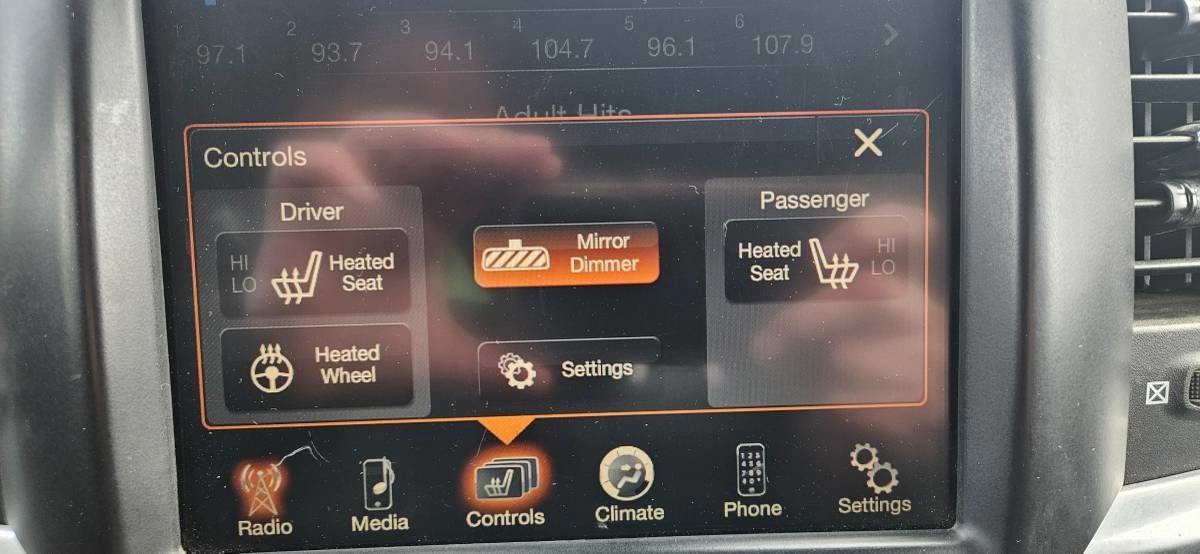 1 2 3 4 5 6
97.1 93.7 94.1 104.7 96.1 107.9
Adult Hits
Controls
Driver
HI
LO
Heated
Seat
Heated
Wheel
Mirror
Dimmer
Settings
Passenger
Heated
Seat
HI
LO
Radio Media Controls Climate Phone Settings